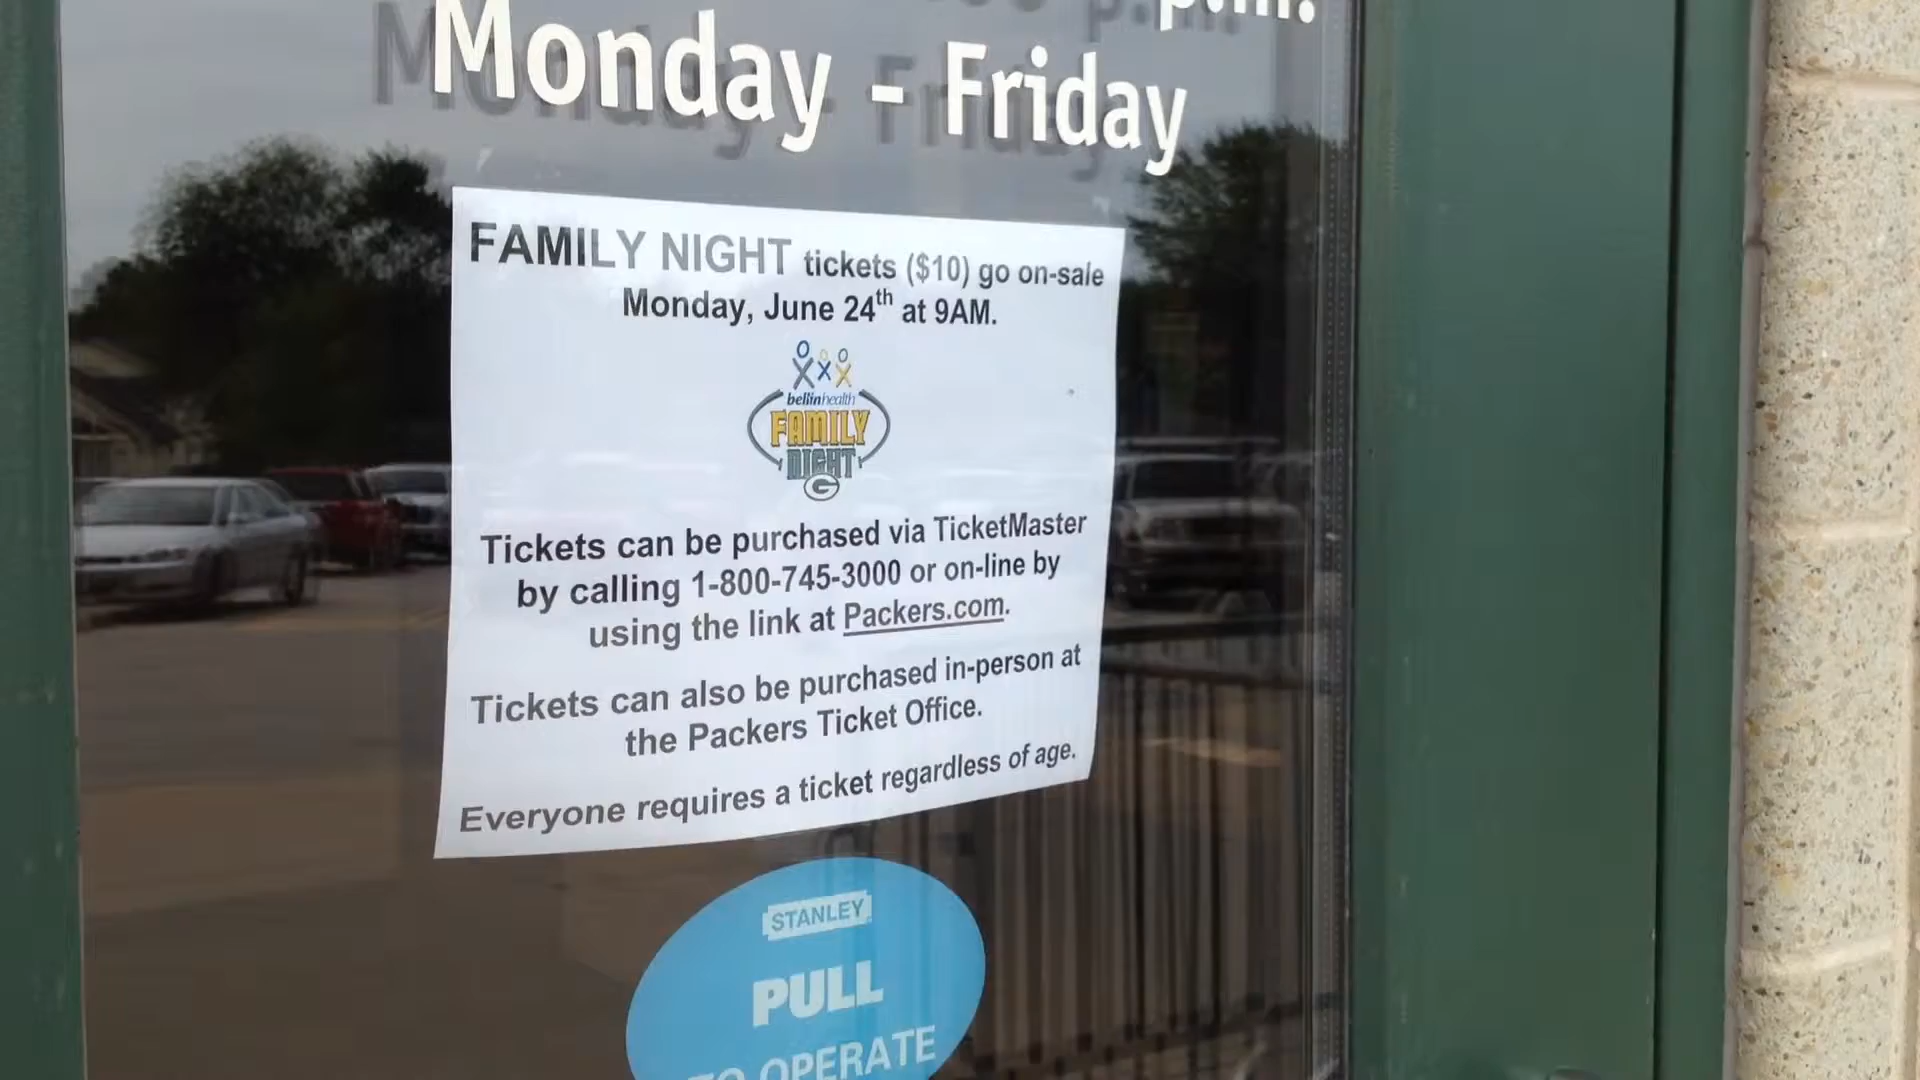 p.m.
Monday - Friday
FAMILY NIGHT tickets ($10) go on-sale
Monday, June 24th at 9AM.
bellinhealth
FAMILY
NIGHT
G
Tickets can be purchased via TicketMaster
by calling 1-800-745-3000 or on-line by
using the link at Packers.com.
Tickets can also be purchased in-person at
the Packers Ticket Office.
Everyone requires a ticket regardless of age.
STANLEY
PULL
TO OPERATE